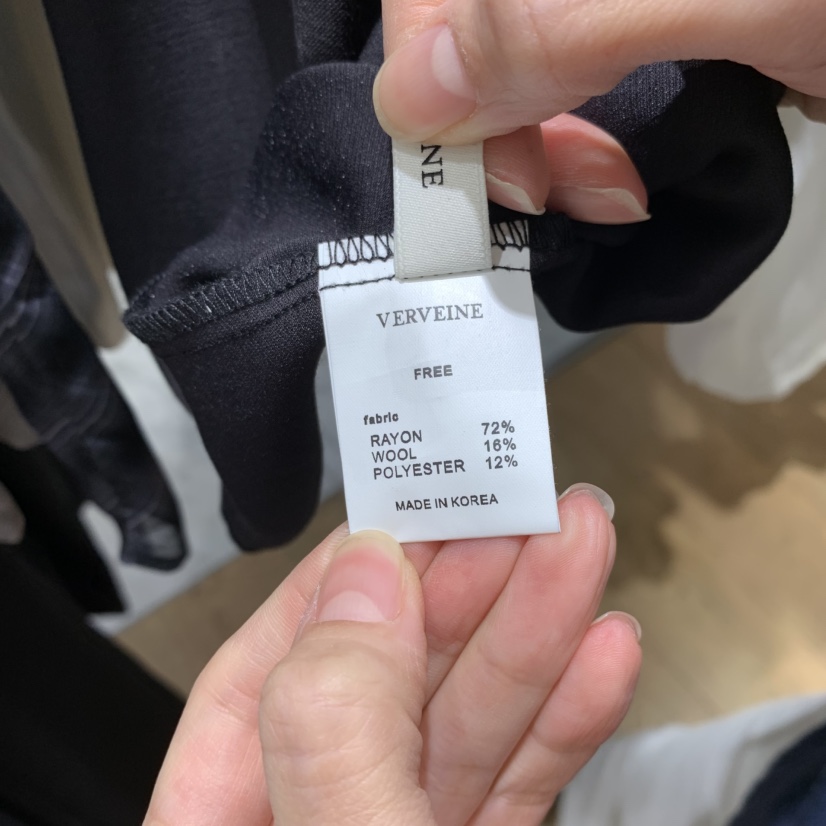 NE
VERVEINE
FREE
fabric
RAYON 72%
WOOL 16%
POLYESTER 12%
MADE IN KOREA